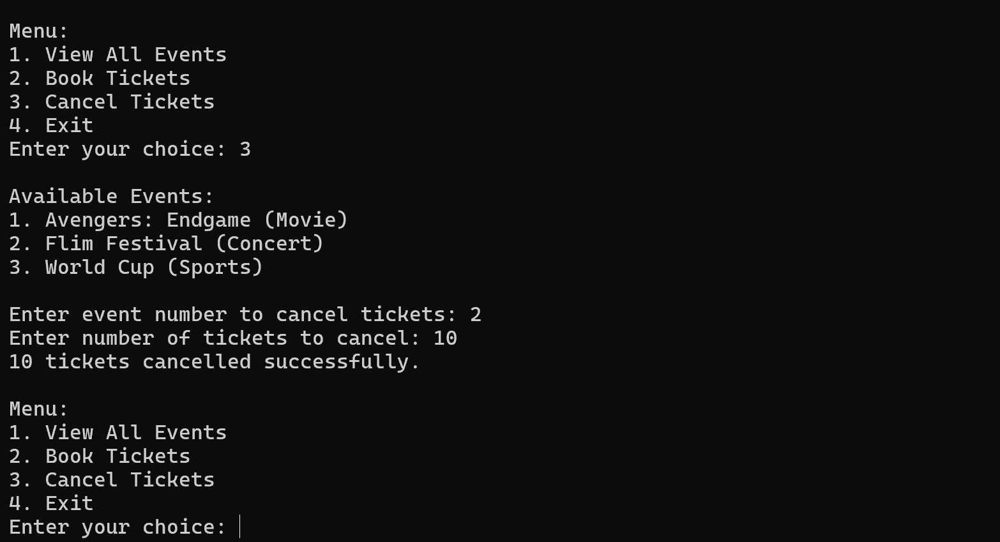 Menu:
1. View All Events
2. Book Tickets
3. Cancel Tickets
4. Exit
Enter your choice: 3
Available Events:
1. Avengers: Endgame (Movie)
2. Flim Festival (Concert)
3. World Cup (Sports)
Enter event number to cancel tickets: 2
Enter number of tickets to cancel: 10
10 tickets cancelled successfully.
Menu:
1. View All Events
2. Book Tickets
3. Cancel Tickets
4. Exit
Enter your choice: